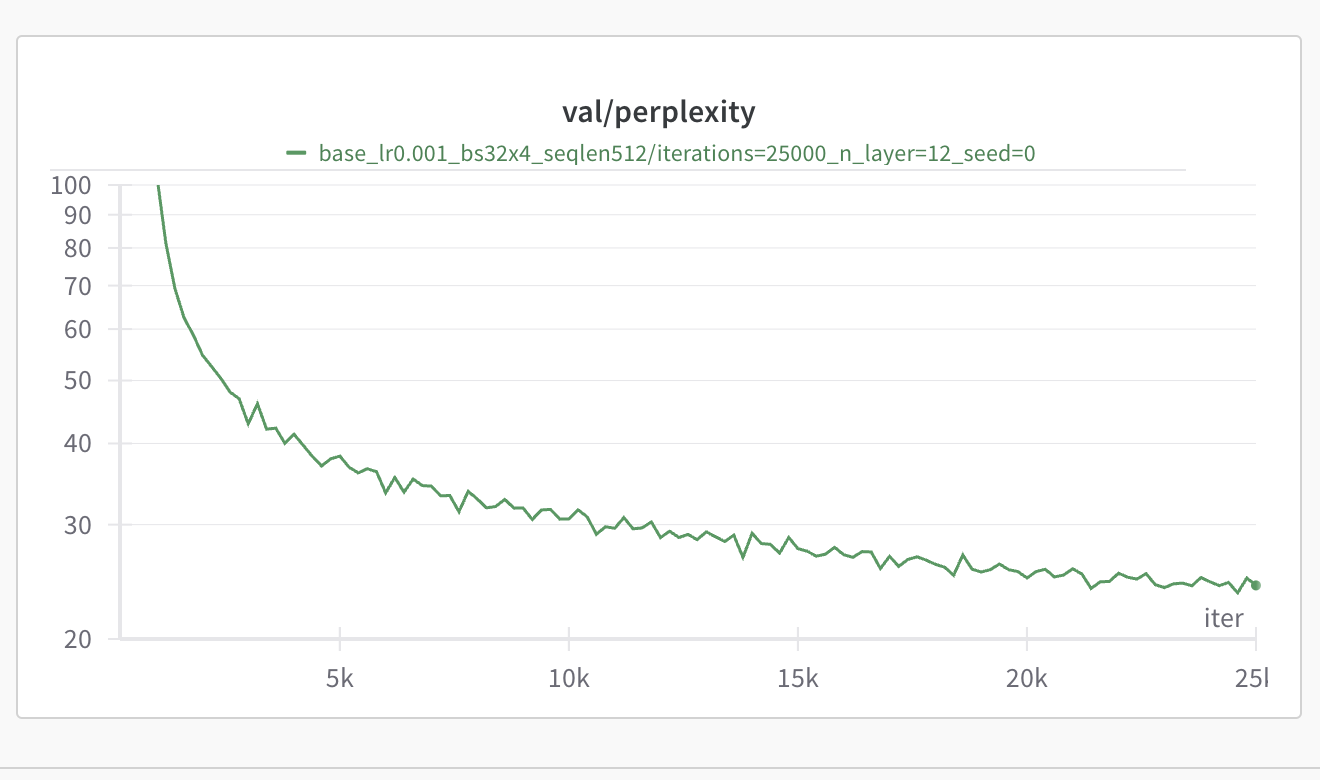 val/perplexity
base_lr0.001_bs32x4_seqlen512/iterations=25000_n_layer=12_seed=0
100
90
80
70
60
50
40
30
20
iter
5k
10k
15k
20k